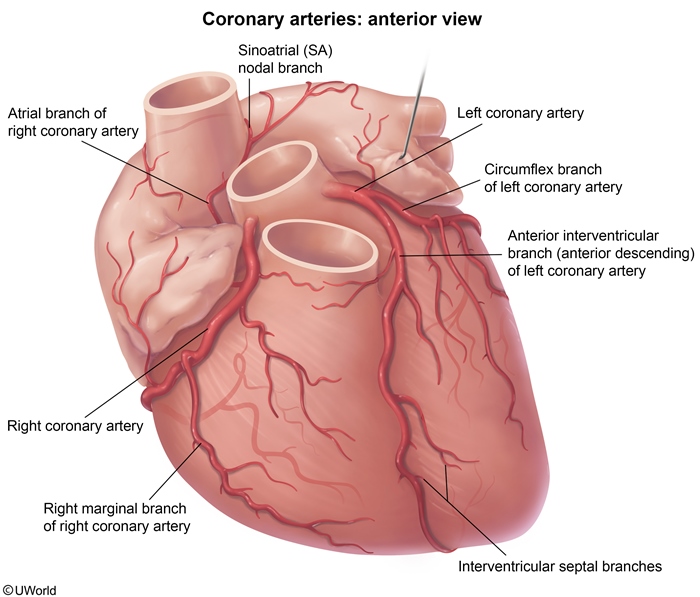 Coronary arteries: anterior view
Sinoatrial (SA)
nodal branch
Atrial branch of
right coronary artery
Left coronary artery
Circumflex branch
of left coronary artery
Anterior interventricular
branch (anterior descending)
of left coronary artery
Right coronary artery
Right marginal branch
of right coronary artery
Interventricular septal branches
©UWorld